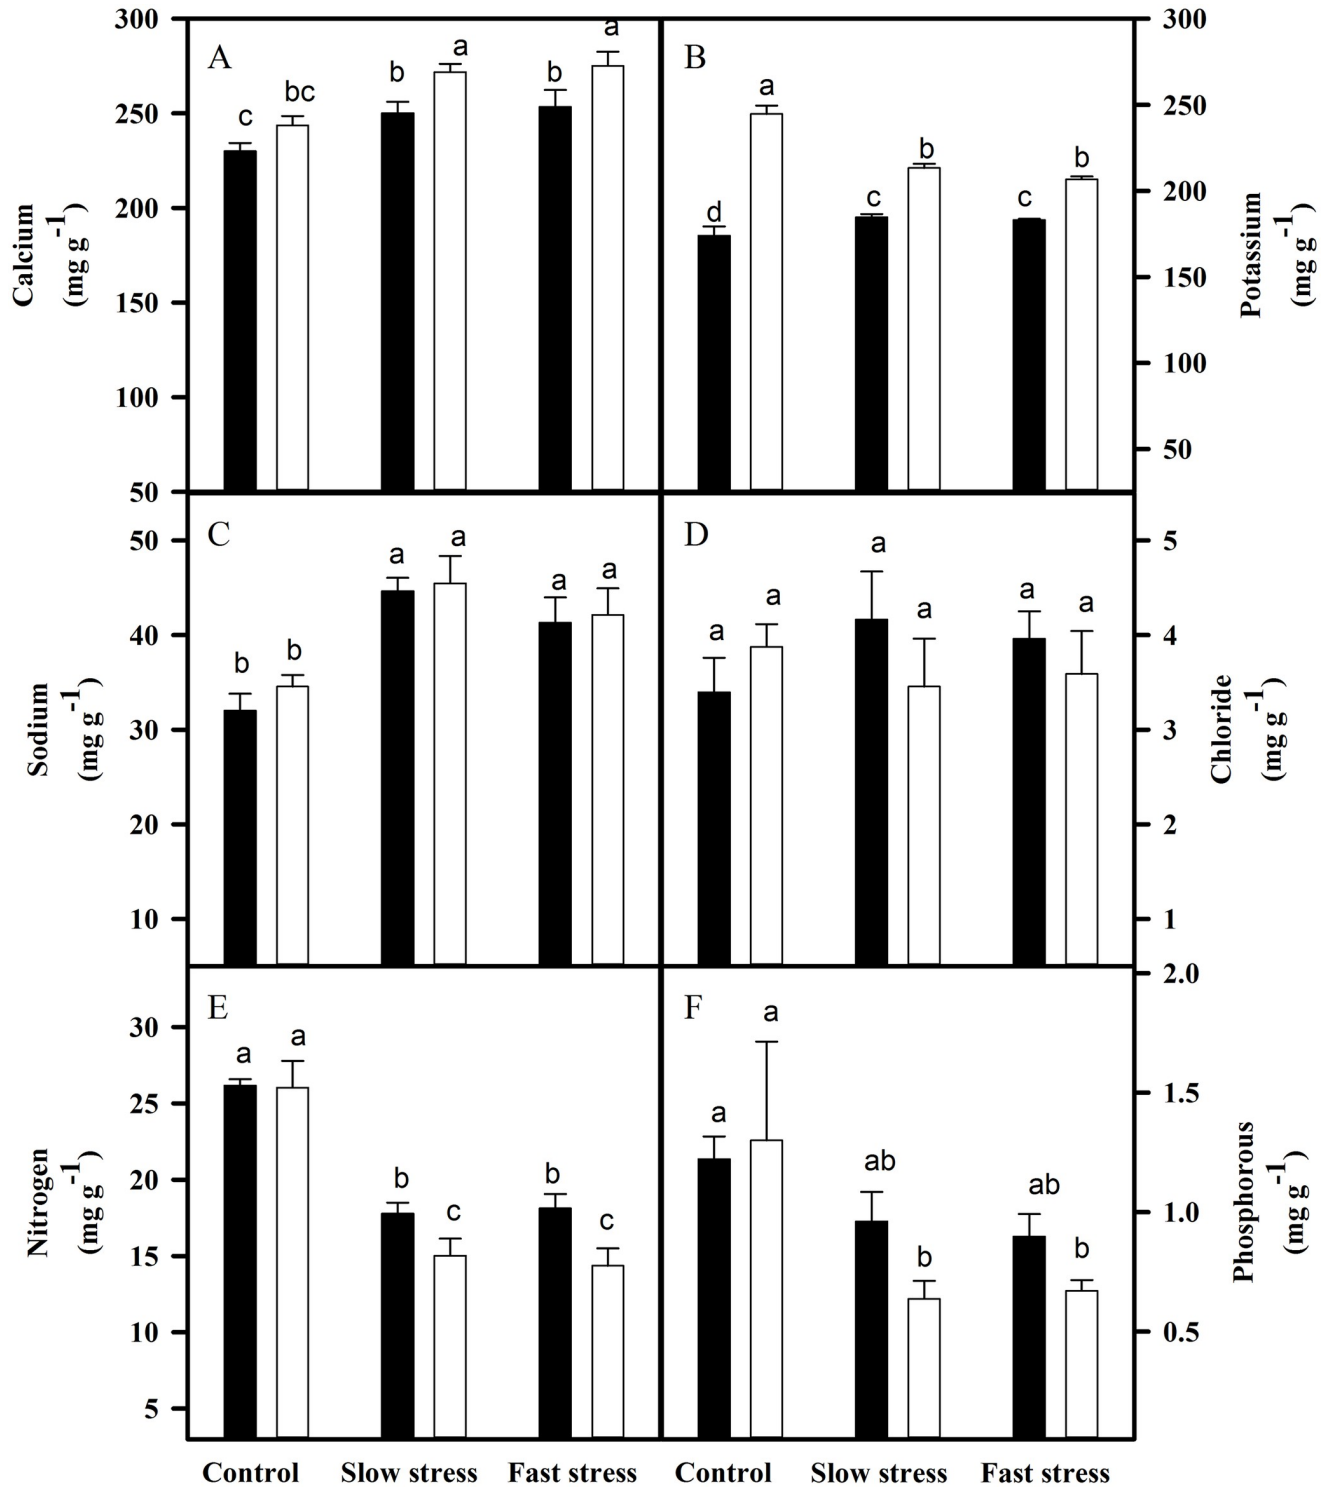 Calcium
(mg g-1)
300
250
200
150
100
50
A
c
bc
b
a
b
a
B
d
a
c
b
c
b
300
250
200
150
100
50
Potassium
(mg g-1)
Sodium
(mg g-1)
50
40
30
20
10
C
b
b
a
a
a
a
D
a
a
a
a
a
a
5
4
3
2
1
Chloride
(mg g-1)
Nitrogen
(mg g-1)
30
25
20
15
10
5
E
a
a
b
c
b
c
F
a
a
ab
b
ab
b
2.0
1.5
1.0
0.5
Phosphorous
(mg g-1)
Control Slow stress Fast stress Control Slow stress Fast stress